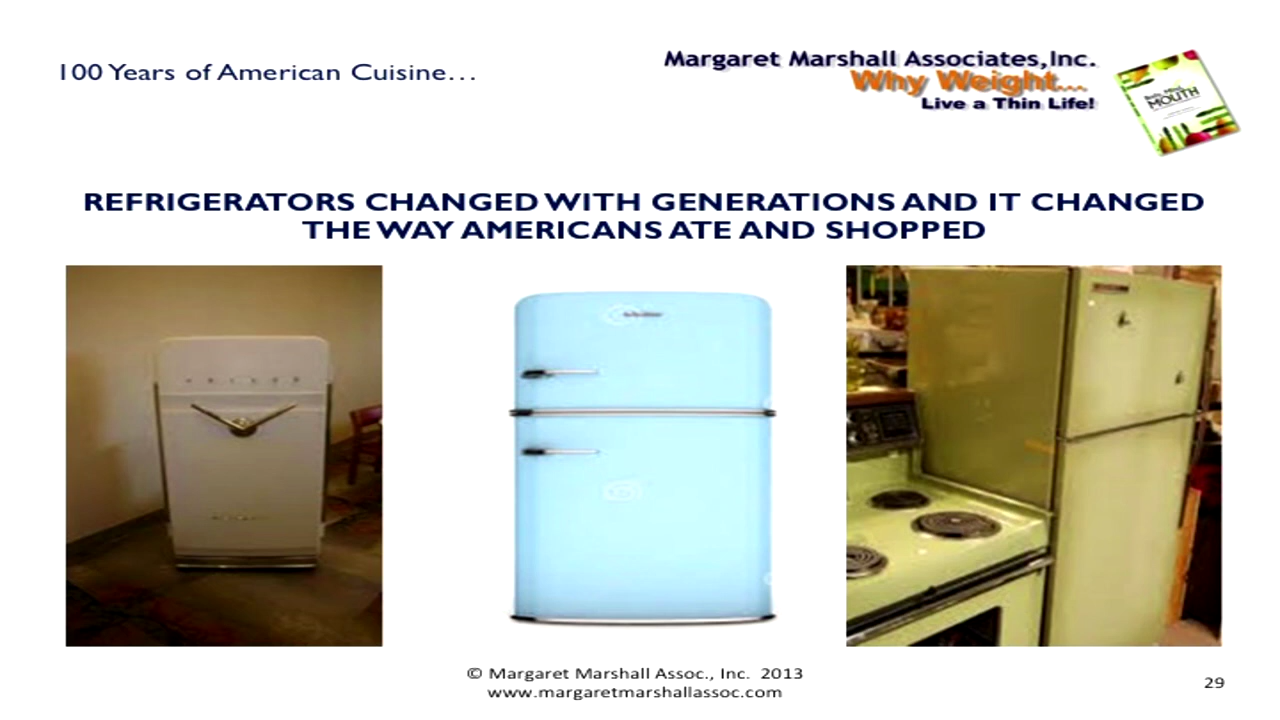 100 Years of American Cuisine...
Margaret Marshall Associates,Inc.
Why Weight....
Live a Thin Life!
MOUTH
REFRIGERATORS CHANGED WITH GENERATIONS AND IT CHANGED
THE WAY AMERICANS ATE AND SHOPPED
© Margaret Marshall Assoc., Inc. 2013
www.margaretmarshallassoc.com
29